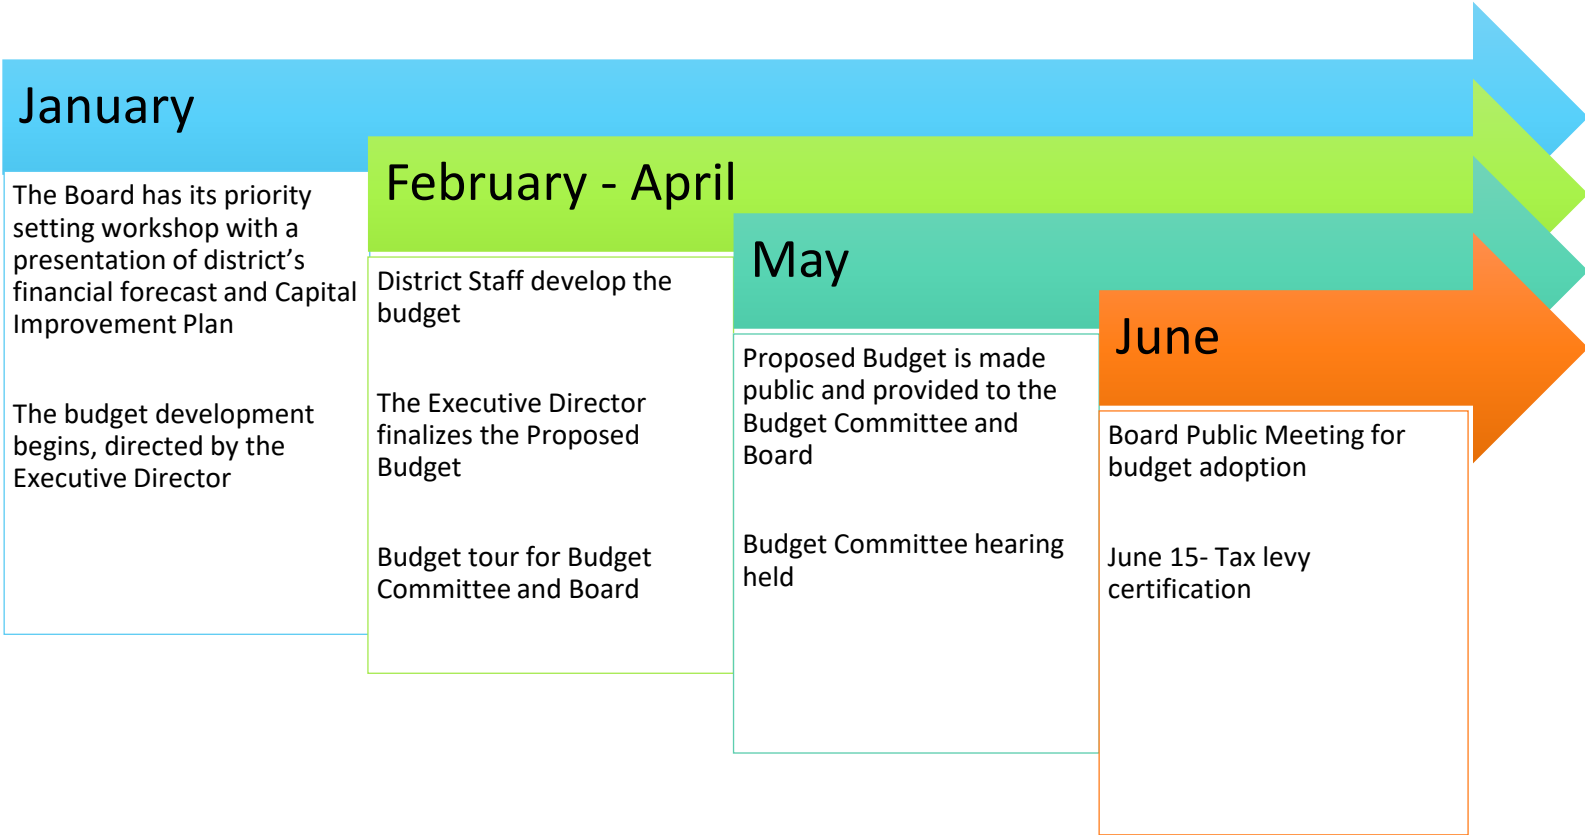 January
The Board has its priority
setting workshop with a
presentation of district’s
financial forecast and Capital
Improvement Plan
The budget development
begins, directed by the
Executive Director
February - April
District Staff develop the
budget
The Executive Director
finalizes the Proposed
Budget
Budget tour for Budget
Committee and Board
May
Proposed Budget is made
public and provided to the
Budget Committee and
Board
Budget Committee hearing
held
June
Board Public Meeting for
budget adoption
June 15- Tax levy
certification